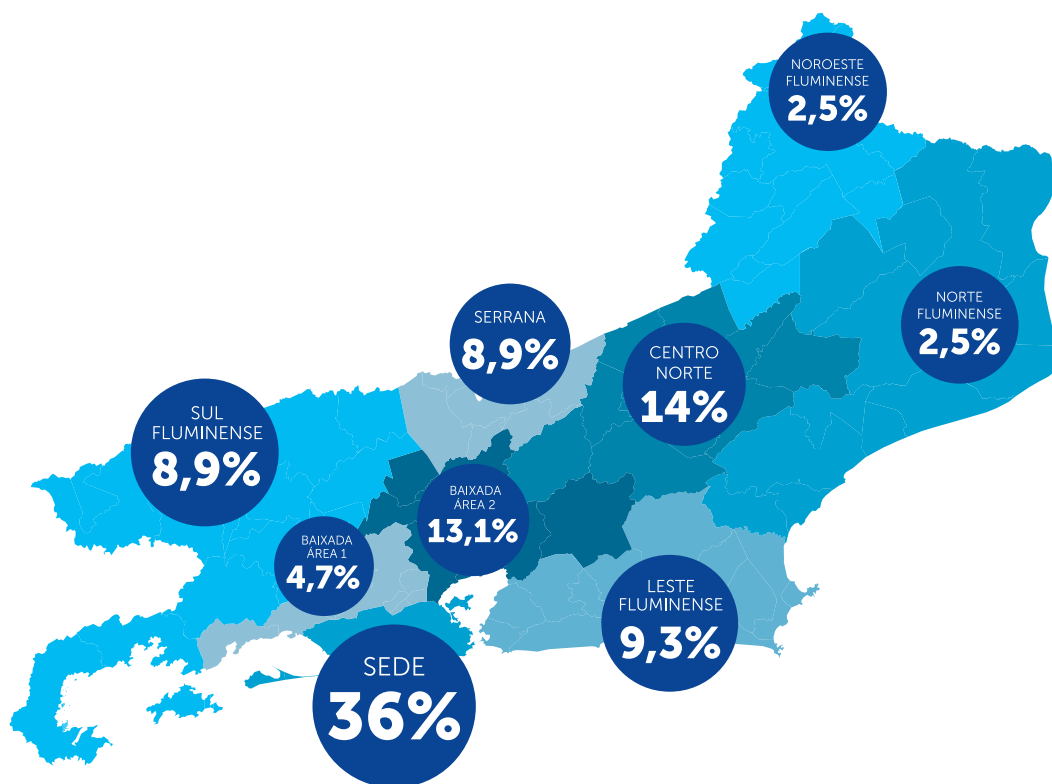 NOROESTE
FLUMINENSE
2,5%
NORTE
FLUMINENSE
2,5%
SERRANA
8,9%
CENTRO
NORTE
14%
SUL
FLUMINENSE
8,9%
BAIXADA
ÁREA 2
13,1%
BAIXADA
ÁREA 1
4,7%
LESTE
FLUMINENSE
9,3%
SEDE
36%